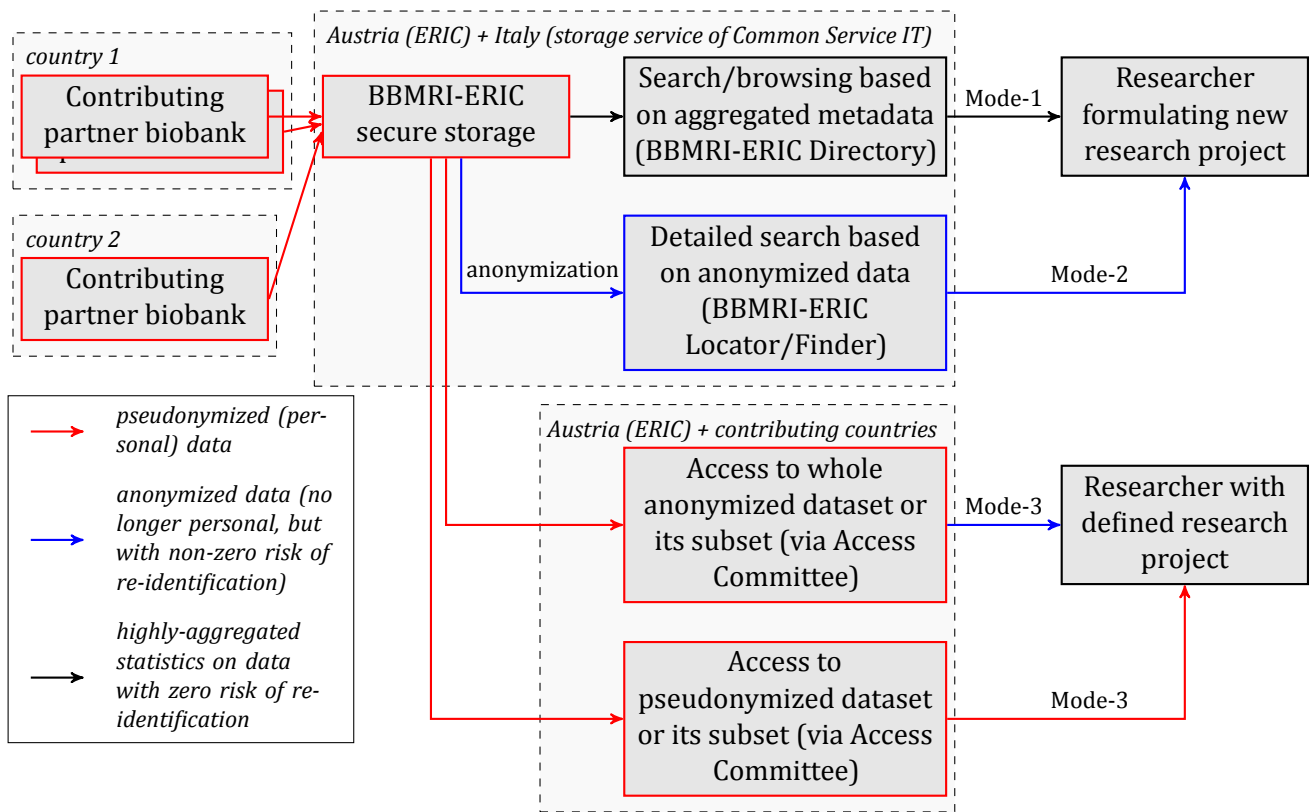 country 1
Contributing
partner biobank
country 2
Contributing
partner biobank
Austria (ERIC) + Italy (storage service of Common Service IT)
BBMRI-ERIC
secure storage
Search/browsing based
on aggregated metadata
(BBMRI-ERIC Directory)
Mode-1
Researcher
formulating new
research project
anonymization
Detailed search based
on anonymized data
(BBMRI-ERIC
Locator/Finder)
Mode-2
pseudonymized (per-
sonal) data
anonymized data (no
longer personal, but
with non-zero risk of
re-identification)
highly-aggregated
statistics on data
with zero risk of re-
identification
Austria (ERIC) + contributing countries
Access to whole
anonymized dataset or
its subset (via Access
Committee)
Mode-3
Researcher with
defined research
project
Access to
pseudonymized dataset
or its subset (via Access
Committee)
Mode-3